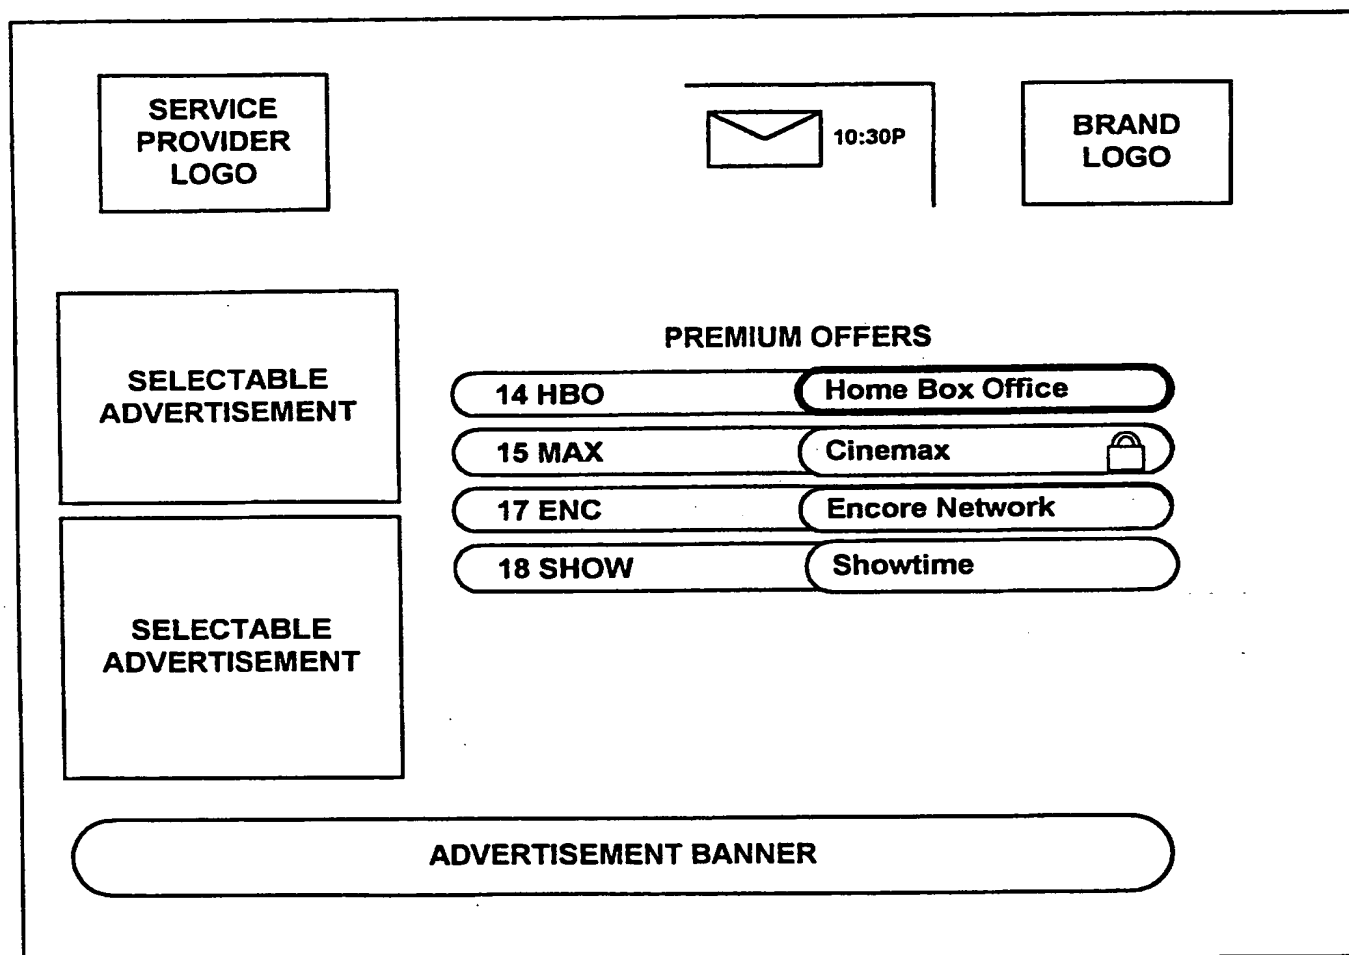 SERVICE
PROVIDER
LOGO
10:30P
BRAND
LOGO
SELECTABLE
ADVERTISEMENT
PREMIUM OFFERS
14 HBO Home Box Office
15 MAX Cinemax
17 ENC Encore Network
18 SHOW Showtime
SELECTABLE
ADVERTISEMENT
ADVERTISEMENT BANNER